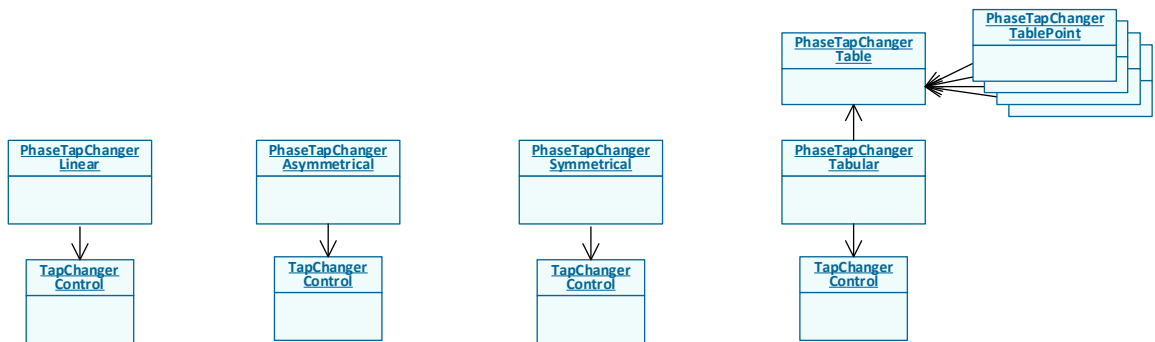 PhaseTapChanger
TablePoint
PhaseTapChanger
Table
PhaseTapChanger
Linear
PhaseTapChanger
Asymmetrical
PhaseTapChanger
Symmetrical
PhaseTapChanger
Tabular
TapChanger
Control
TapChanger
Control
TapChanger
Control
TapChanger
Control